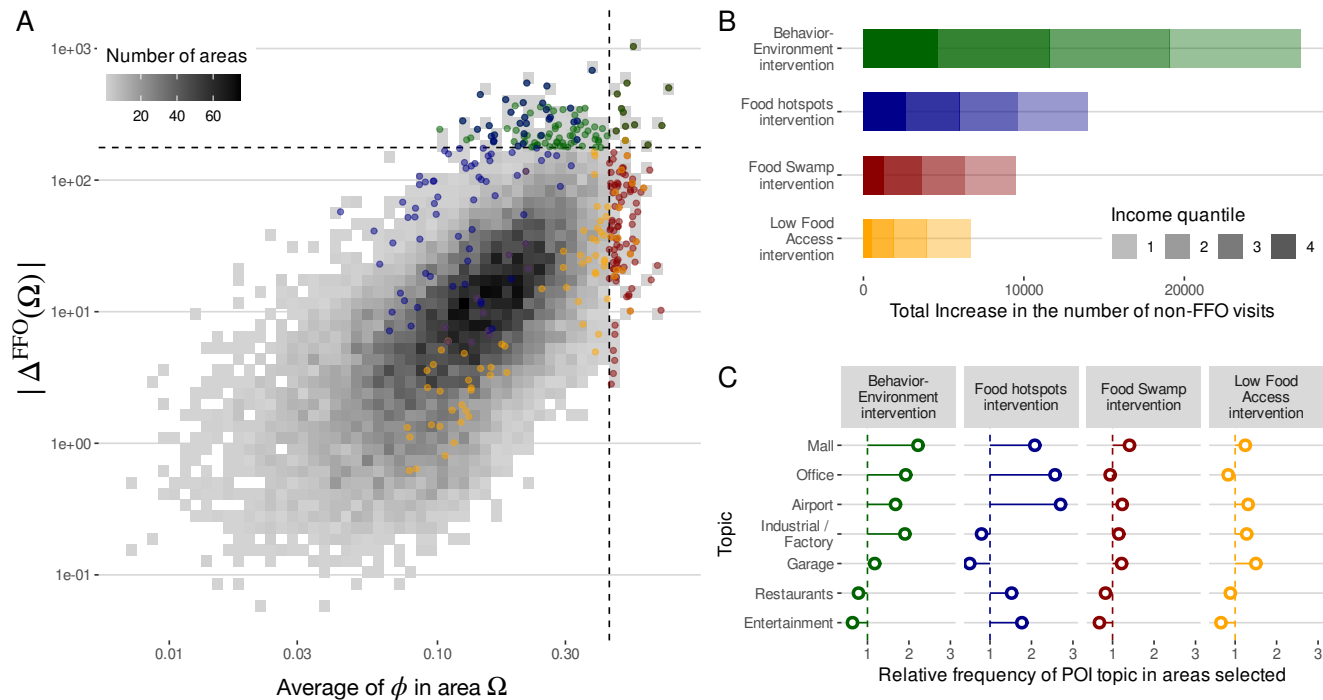 A
Number of areas
20 40 60
1e+03
1e+02
1e+01
1e+00
1e-01
| Δ^FFO(Ω) |
0.01 0.03 0.10 0.30
Average of ϕ in area Ω
B
Behavior-
Environment
intervention
Food hotspots
intervention
Food Swamp
intervention
Low Food
Access
intervention
Income quantile
1 2 3 4
0 10000 20000
Total Increase in the number of non-FFO visits
C
Behavior-
Environment
intervention
Food hotspots
intervention
Food Swamp
intervention
Low Food
Access
intervention
Topic
Mall
Office
Airport
Industrial /
Factory
Garage
Restaurants
Entertainment
1 2 3 1 2 3 1 2 3 1 2 3
Relative frequency of POI topic in areas selected